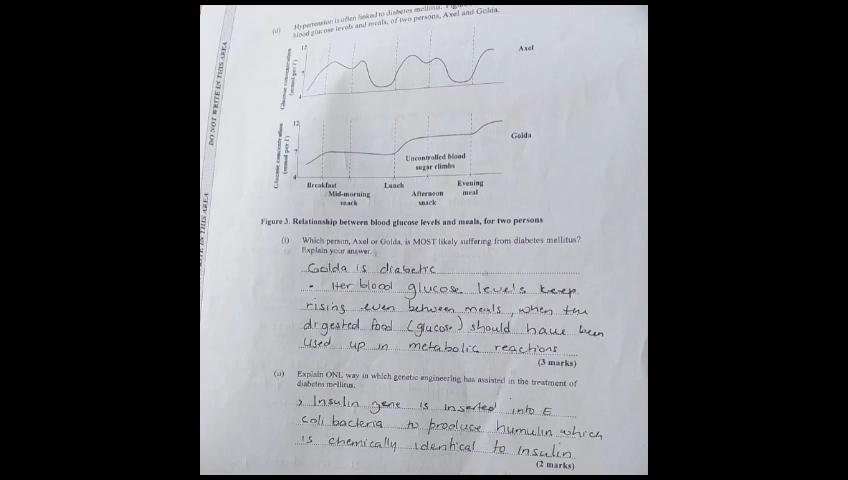 DO NOT WRITE IN THIS AREA
(d) Hypertension is often linked to diabetes mellitus.
blood glucose levels and meals, of two persons, Axel and Golda.
Glucose concentration
(mmol per l)
12
4
Axel
Glucose concentration
(mmol per l)
12
4
Golda
Uncontrolled blood
sugar climbs
Breakfast Lunch Evening
meal
Mid-morning
snack
Afternoon
snack
Figure 3. Relationship between blood glucose levels and meals, for two persons
(i) Which person, Axel or Golda, is MOST likely suffering from diabetes mellitus?
Explain your answer.
Golda is diabetic
• Her blood glucose levels keep
rising even between meals, when the
digested food (glucose) should have been
used up in metabolic reactions
(3 marks)
(ii) Explain ONE way in which genetic engineering has assisted in the treatment of
diabetes mellitus.
Insulin gene is inserted into E
coli bacteria to produce humulin which
is chemically identical to insulin
(2 marks)
IN THIS AREA